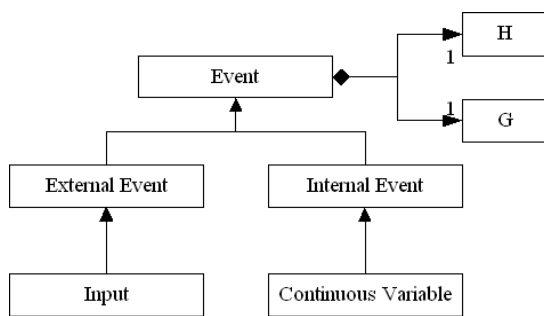 H
1
Event
1
G
External Event
Internal Event
Input
Continuous Variable